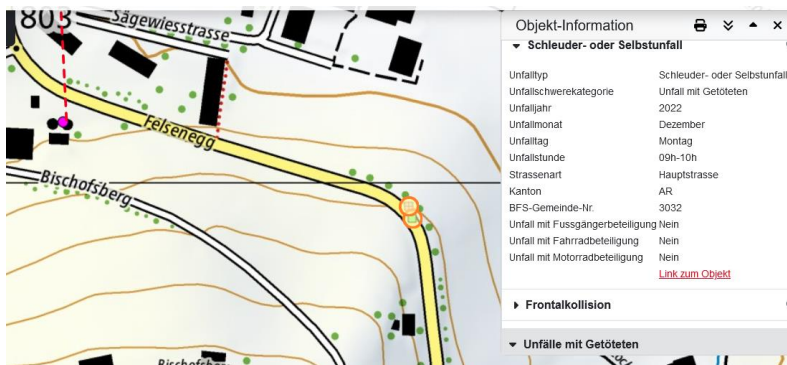 803
Sägewiesstrasse
Felsenegg
Bischofsberg
Objekt-Information
Schleuder- oder Selbstunfall
Unfalltyp Schleuder- oder Selbstunfall
Unfallschwerekategorie Unfall mit Getöteten
Unfalljahr 2022
Unfallmonat Dezember
Unfalltag Montag
Unfallstunde 09h-10h
Strassenart Hauptstrasse
Kanton AR
BFS-Gemeinde-Nr. 3032
Unfall mit Fussgängerbeteiligung Nein
Unfall mit Fahrradbeteiligung Nein
Unfall mit Motorradbeteiligung Nein
Link zum Objekt
Frontalkollision
Unfälle mit Getöteten